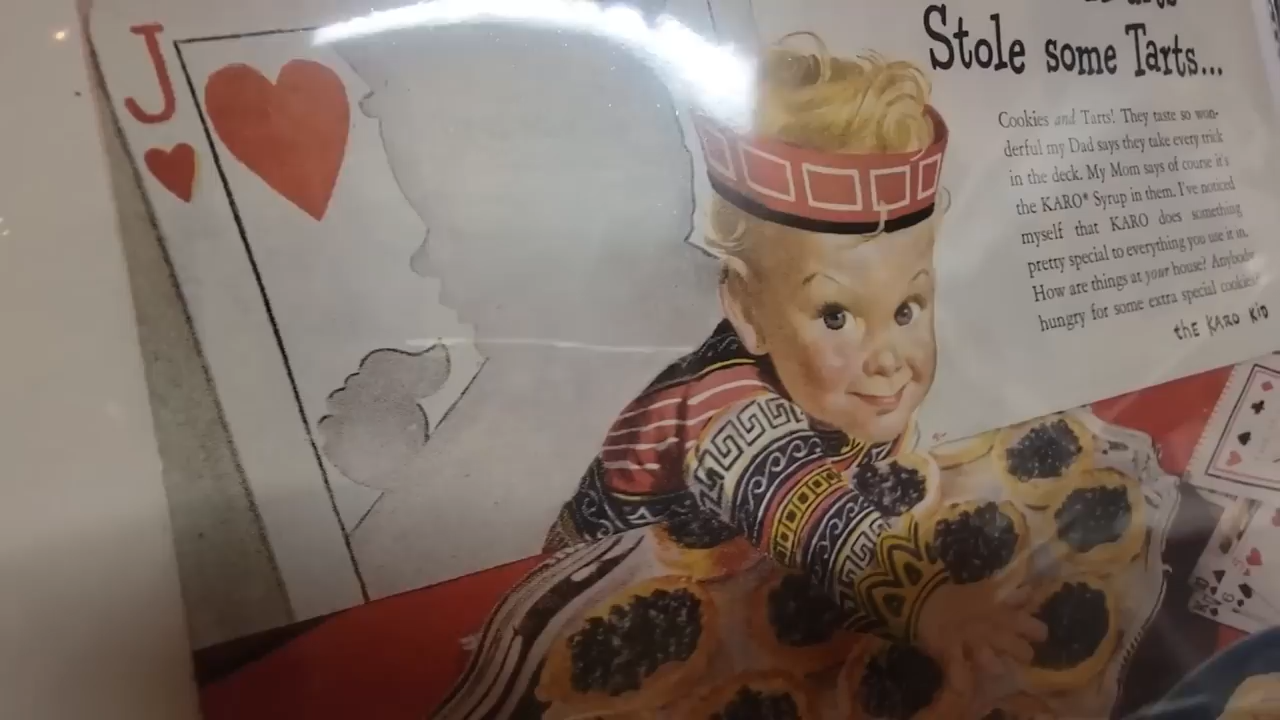 J
Stole some Tarts...
Cookies and Tarts! They taste so won-
derful my Dad says they take every trick
in the deck. My Mom says of course it's
the KARO* Syrup in them. I've noticed
myself that KARO does something
pretty special to everything you use it in.
How are things at your house? Anybody
hungry for some extra special cookies?
the KARO KID